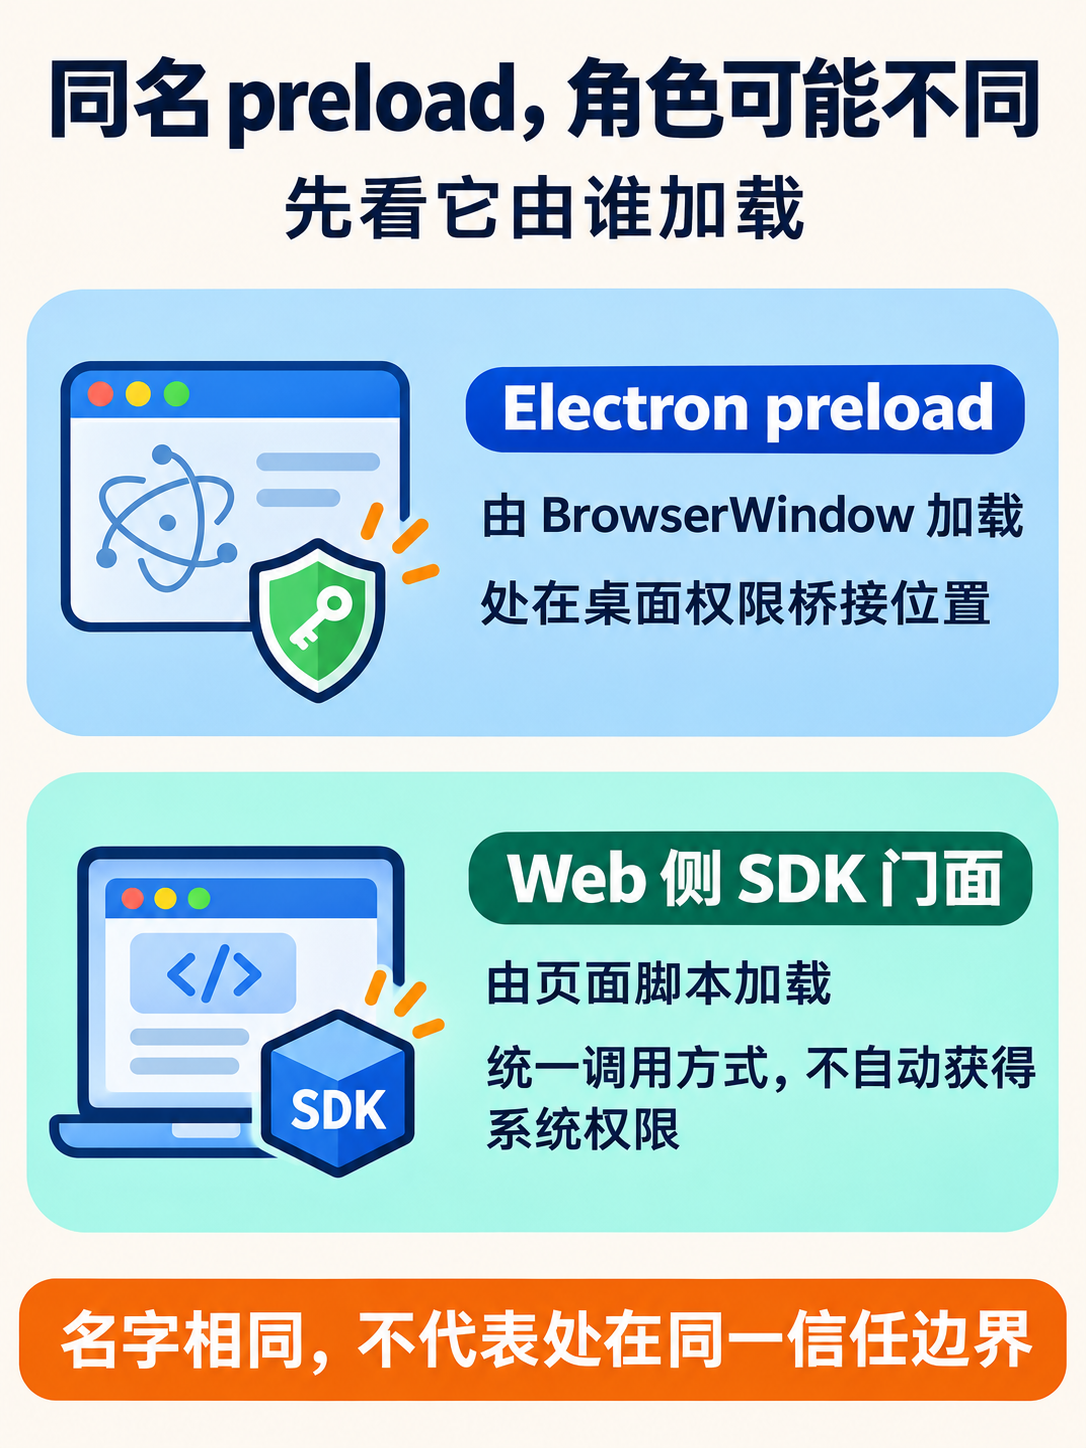 同名 preload，角色可能不同
先看它由谁加载
Electron preload
由 BrowserWindow 加载
处在桌面权限桥接位置
Web 侧 SDK 门面
由页面脚本加载
统一调用方式，不自动获得
系统权限
</>
SDK
名字相同，不代表处在同一信任边界